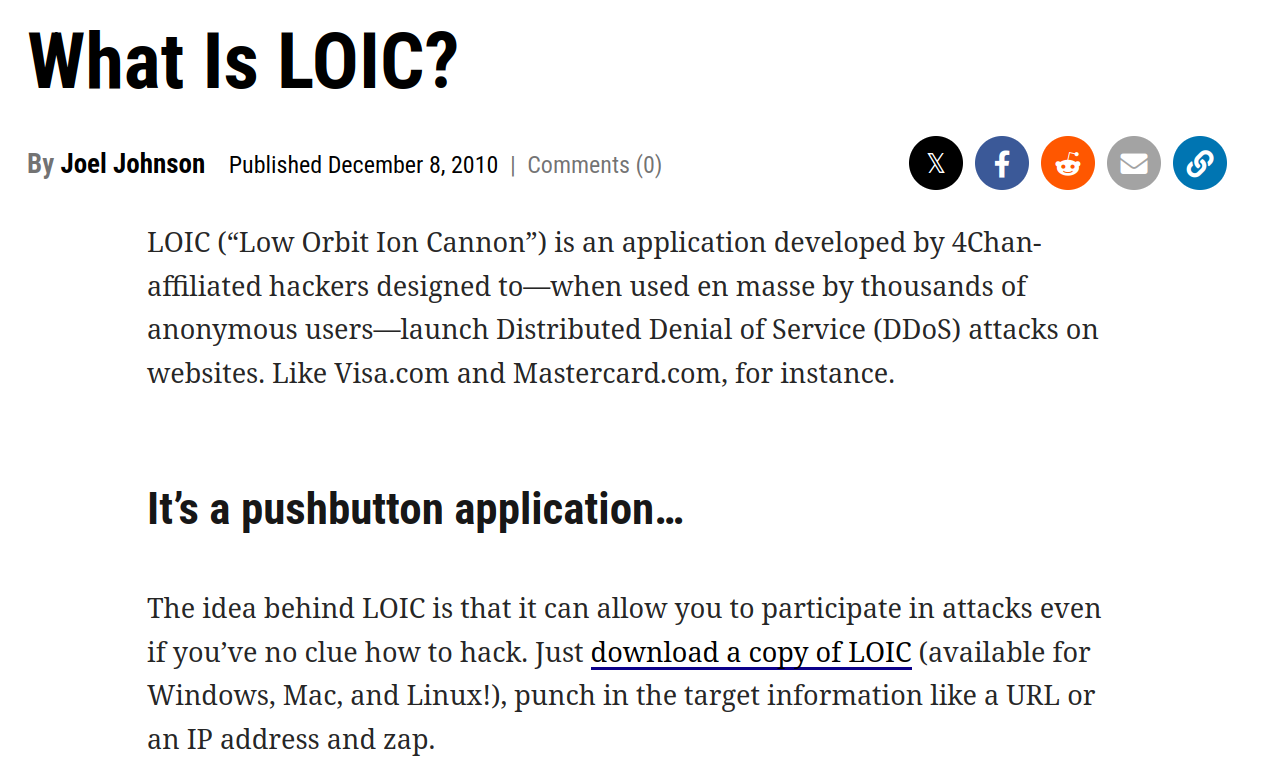 What Is LOIC?
By Joel Johnson Published December 8, 2010 | Comments (0)
LOIC (“Low Orbit Ion Cannon”) is an application developed by 4Chan-
affiliated hackers designed to—when used en masse by thousands of
anonymous users—launch Distributed Denial of Service (DDoS) attacks on
websites. Like Visa.com and Mastercard.com, for instance.
It’s a pushbutton application…
The idea behind LOIC is that it can allow you to participate in attacks even
if you’ve no clue how to hack. Just download a copy of LOIC (available for
Windows, Mac, and Linux!), punch in the target information like a URL or
an IP address and zap.